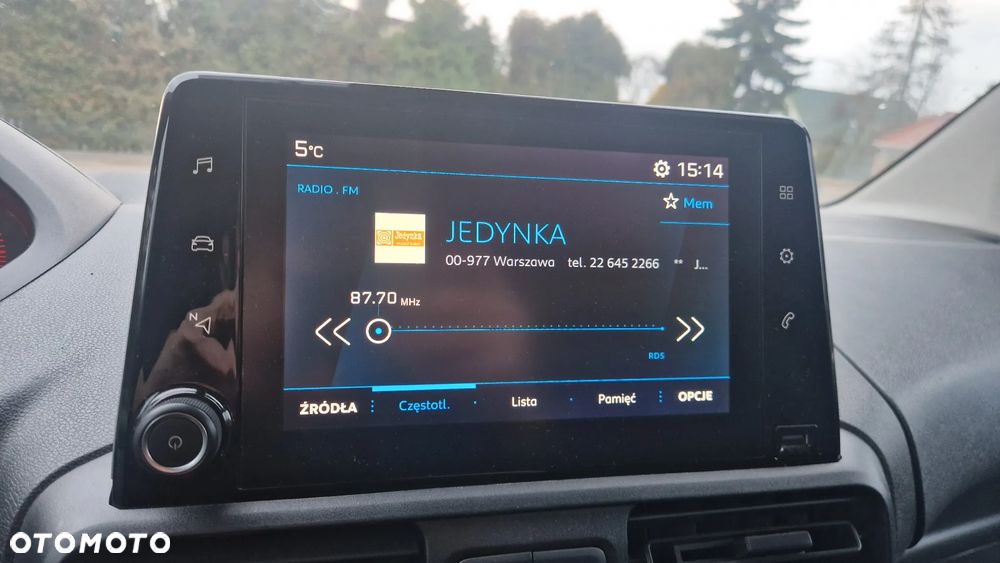 5°C
15:14
RADIO . FM
Mem
Jedynka
JEDYNKA
00-977 Warszawa tel. 22 645 2266 ** J...
87.70 MHz
RDS
ŹRÓDŁA
Częstotl.
Lista
Pamięć
OPCJE
N
OTOMOTO